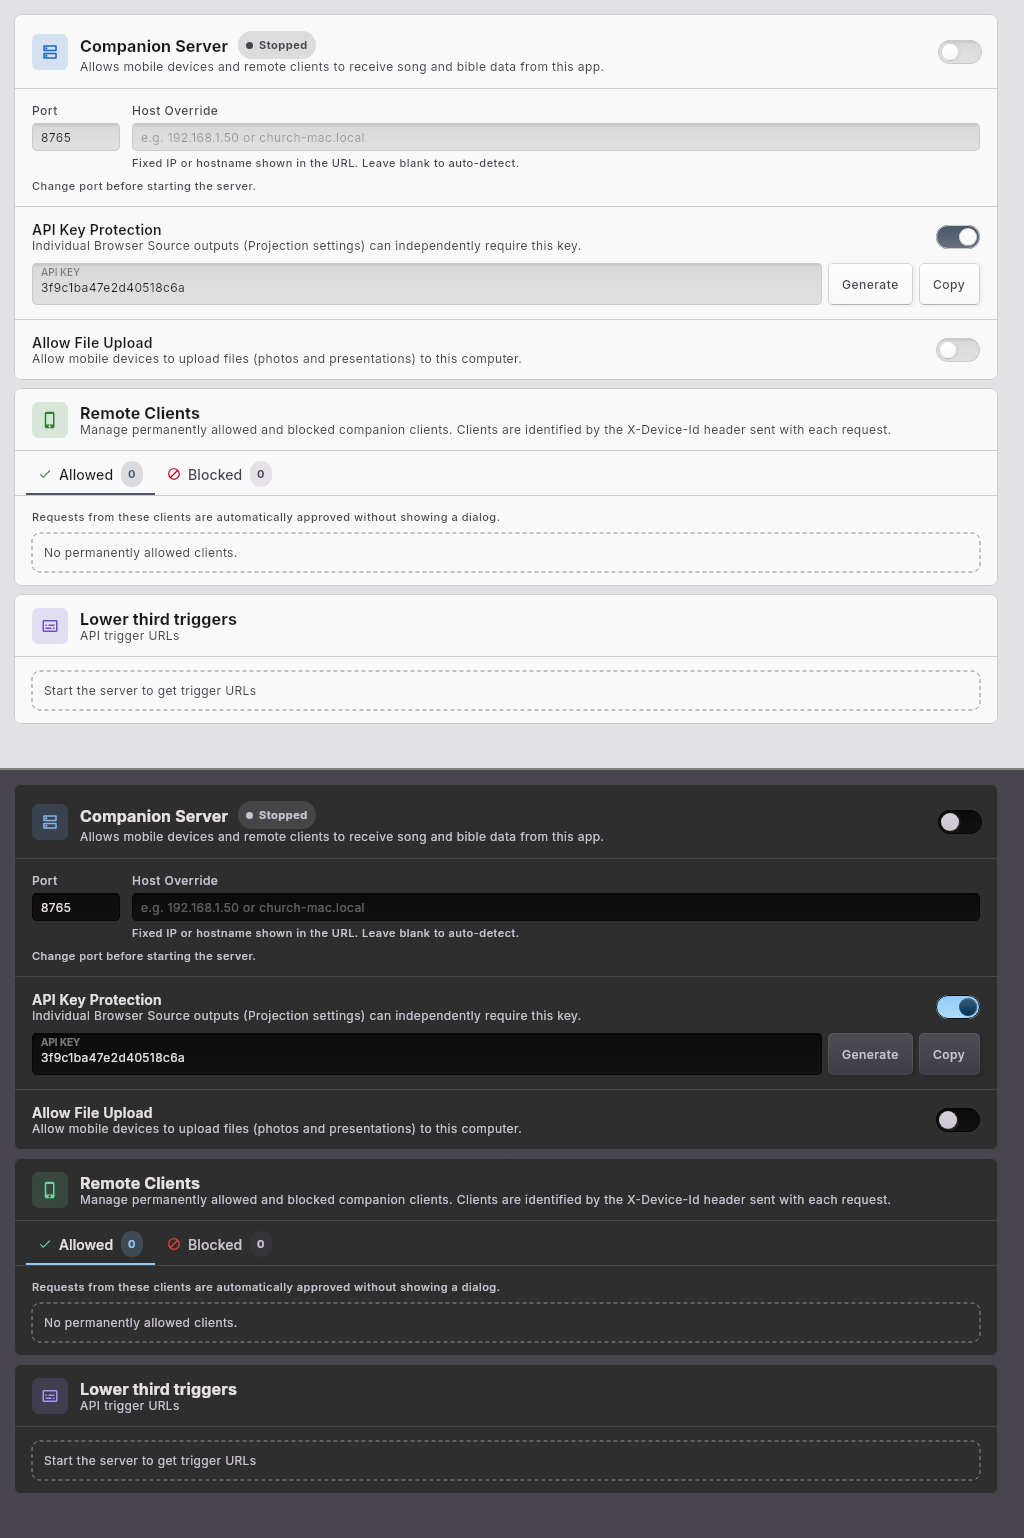 Companion Server
Stopped
Allows mobile devices and remote clients to receive song and bible data from this app.
Port
Host Override
8765
e.g. 192.168.1.50 or church-mac.local
Fixed IP or hostname shown in the URL. Leave blank to auto-detect.
Change port before starting the server.
API Key Protection
Individual Browser Source outputs (Projection settings) can independently require this key.
API KEY
3f9c1ba47e2d40518c6a
Generate
Copy
Allow File Upload
Allow mobile devices to upload files (photos and presentations) to this computer.
Remote Clients
Manage permanently allowed and blocked companion clients. Clients are identified by the X-Device-Id header sent with each request.
Allowed 0
Blocked 0
Requests from these clients are automatically approved without showing a dialog.
No permanently allowed clients.
Lower third triggers
API trigger URLs
Start the server to get trigger URLs
Companion Server
Stopped
Allows mobile devices and remote clients to receive song and bible data from this app.
Port
Host Override
8765
e.g. 192.168.1.50 or church-mac.local
Fixed IP or hostname shown in the URL. Leave blank to auto-detect.
Change port before starting the server.
API Key Protection
Individual Browser Source outputs (Projection settings) can independently require this key.
API KEY
3f9c1ba47e2d40518c6a
Generate
Copy
Allow File Upload
Allow mobile devices to upload files (photos and presentations) to this computer.
Remote Clients
Manage permanently allowed and blocked companion clients. Clients are identified by the X-Device-Id header sent with each request.
Allowed 0
Blocked 0
Requests from these clients are automatically approved without showing a dialog.
No permanently allowed clients.
Lower third triggers
API trigger URLs
Start the server to get trigger URLs